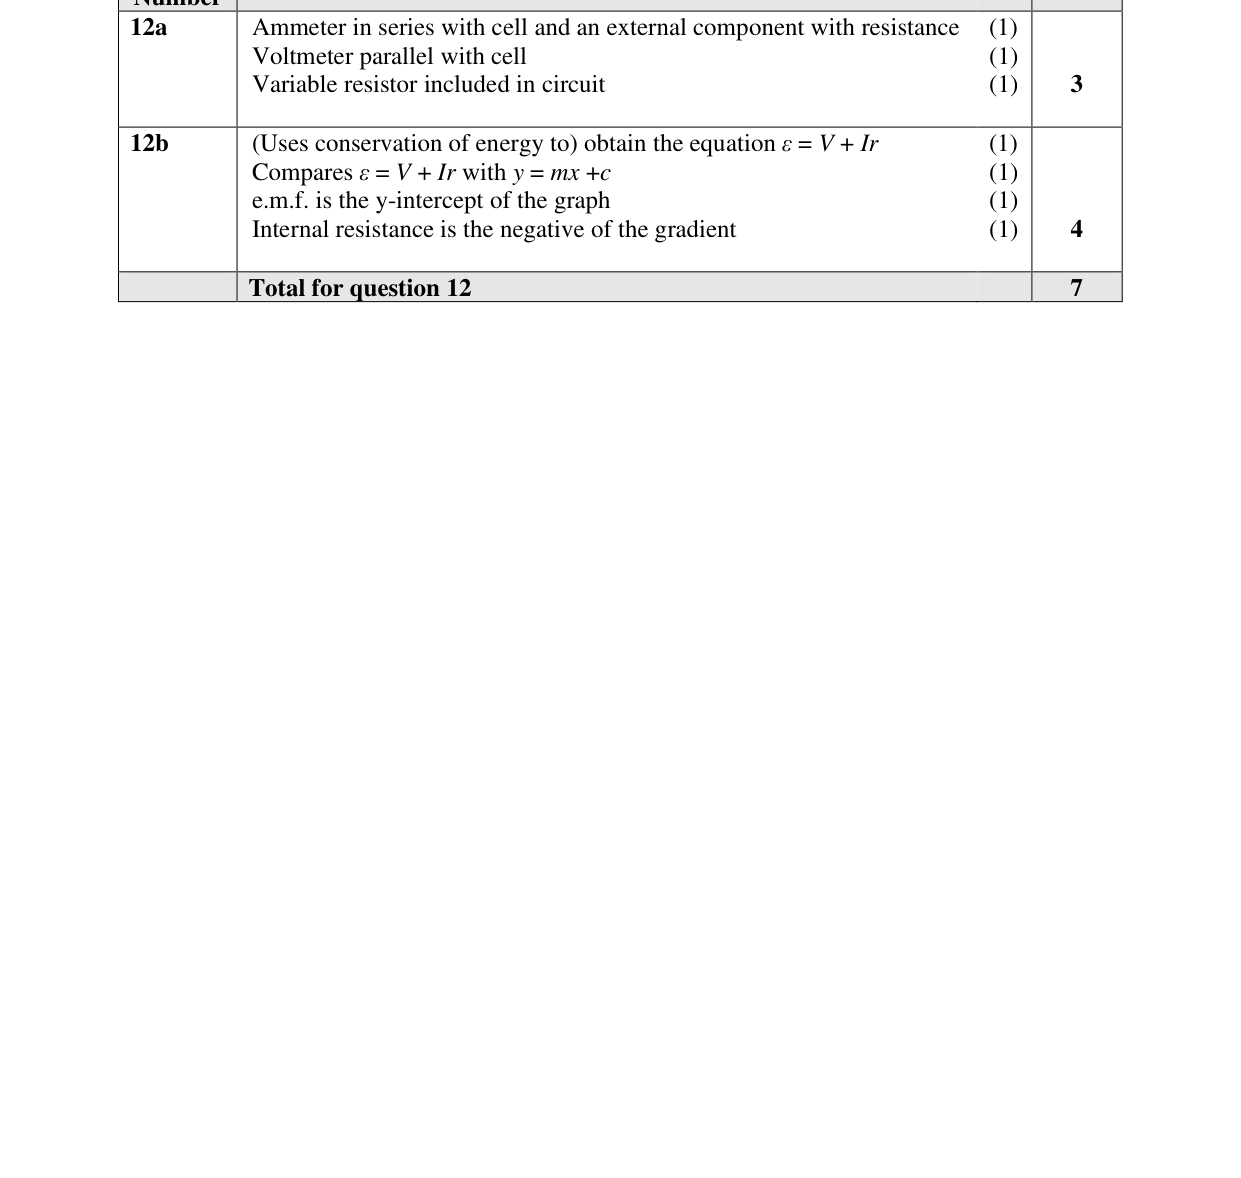 Number
12a Ammeter in series with cell and an external component with resistance (1)
Voltmeter parallel with cell (1)
Variable resistor included in circuit (1) 3
12b (Uses conservation of energy to) obtain the equation ε = V + Ir (1)
Compares ε = V + Ir with y = mx +c (1)
e.m.f. is the y-intercept of the graph (1)
Internal resistance is the negative of the gradient (1) 4
Total for question 12 7